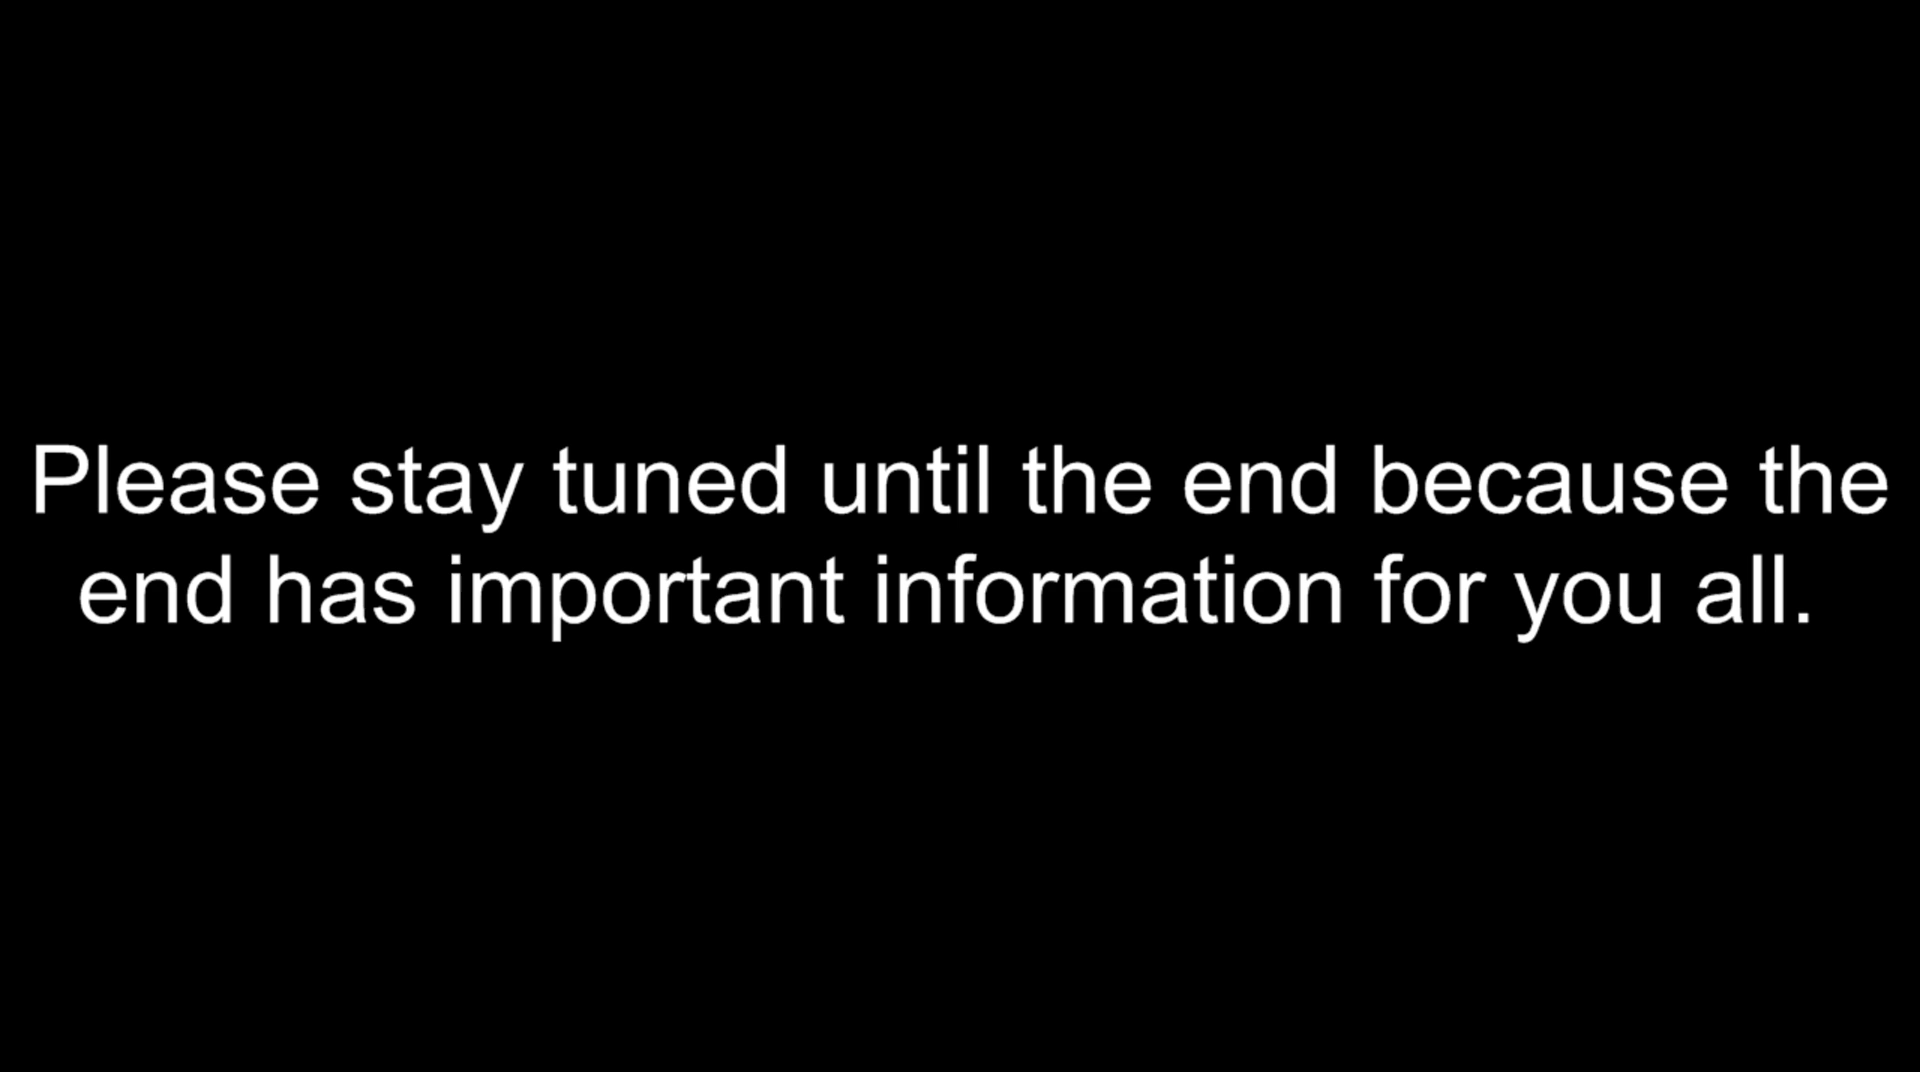 Please stay tuned until the end because the
end has important information for you all.